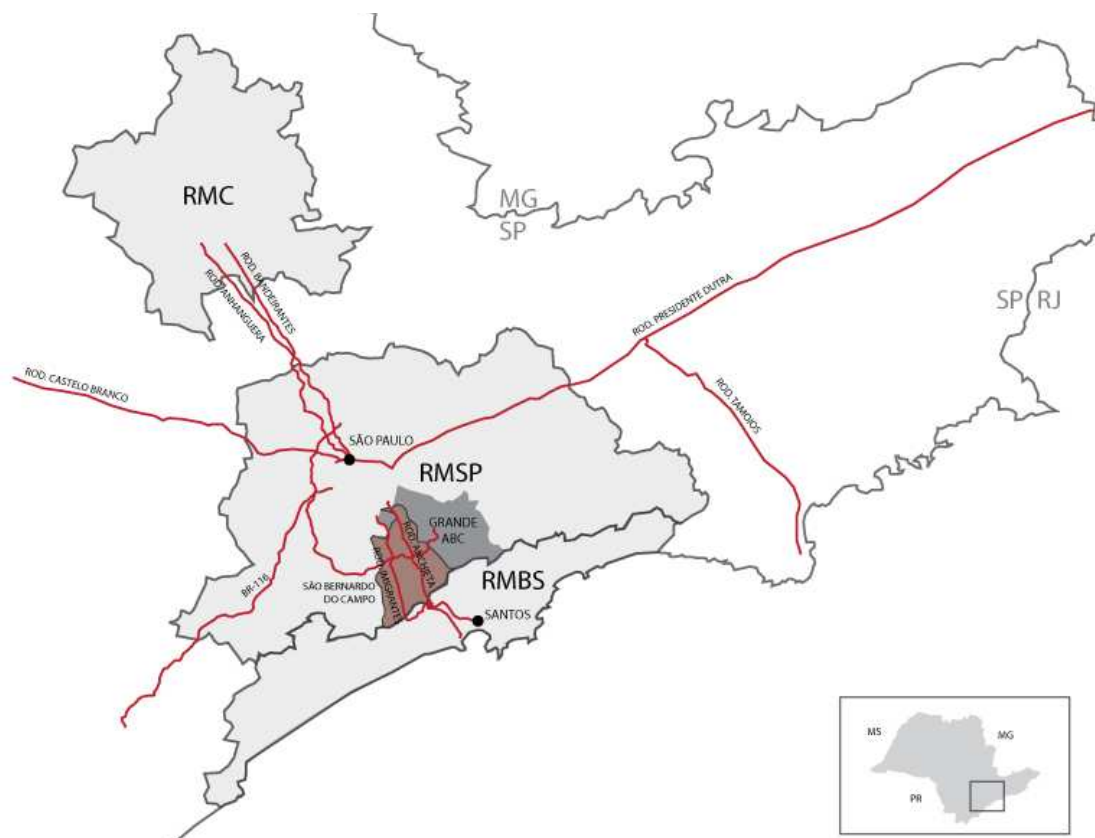 MG
SP
RMC
ROD. BANDEIRANTES
ROD. ANHANGUERA
ROD. PRESIDENTE DUTRA
SP
RJ
ROD. CASTELO BRANCO
ROD. TAMOIOS
SÃO PAULO
RMSP
GRANDE
ABC
ROD. ANCHIETA
ROD. IMIGRANTES
RMBS
SÃO BERNARDO
DO CAMPO
BR-116
SANTOS
MS
MG
PR